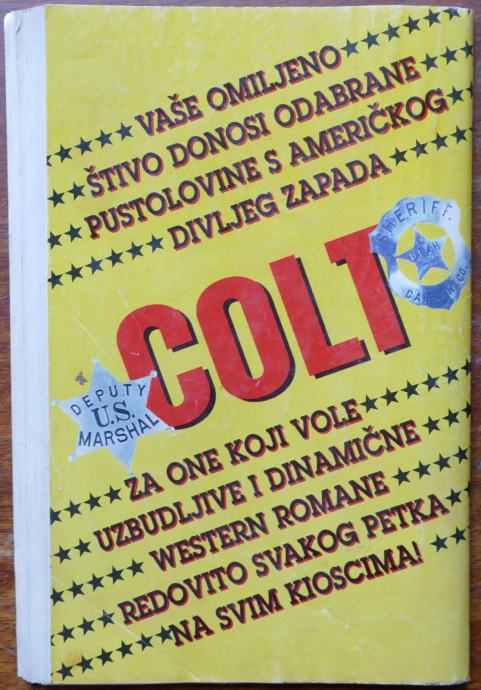 VAŠE OMILJENO
ŠTIVO DONOSI ODABRANE
PUSTOLOVINE S AMERIČKOG
DIVLJEG ZAPADA
SHERIFF.
UTAH
CO.
COLT
DEPUTY
U.S.
MARSHAL
ZA ONE KOJI VOLE
UZBUDLJIVE I DINAMIČNE
WESTERN ROMANE
REDOVITO SVAKOG PETKA
NA SVIM KIOSCIMA!